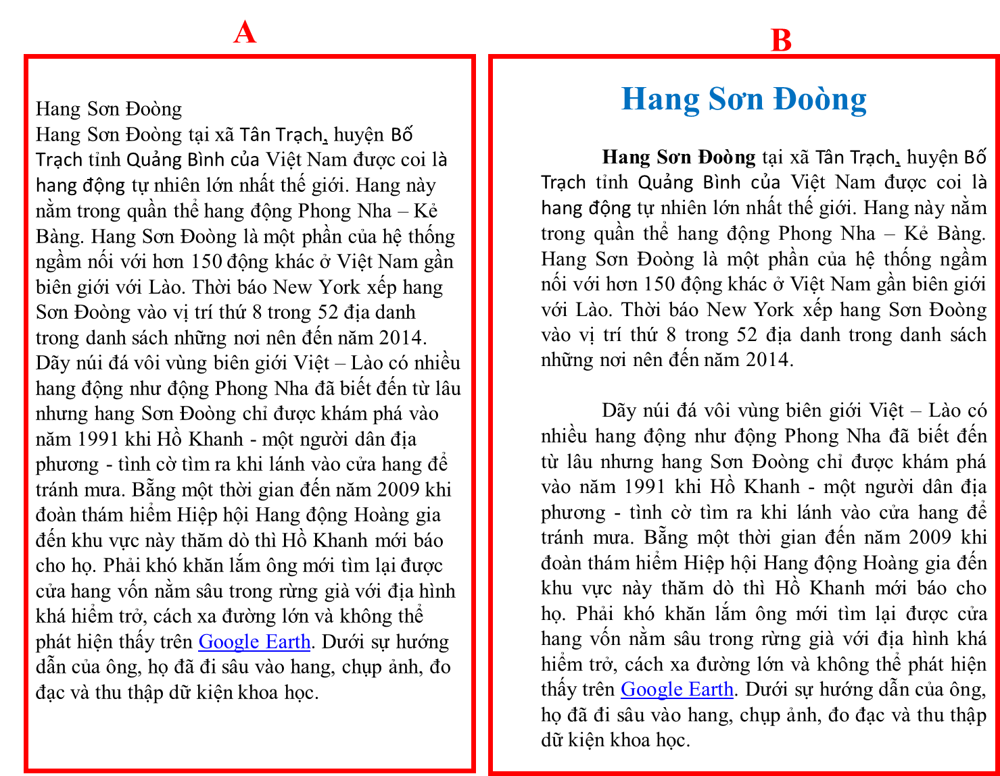 A
Hang Sơn Đoòng
Hang Sơn Đoòng tại xã Tân Trạch, huyện Bố
Trạch tỉnh Quảng Bình của Việt Nam được coi là
hang động tự nhiên lớn nhất thế giới. Hang này
nằm trong quần thể hang động Phong Nha – Kẻ
Bàng. Hang Sơn Đoòng là một phần của hệ thống
ngầm nối với hơn 150 động khác ở Việt Nam gần
biên giới với Lào. Thời báo New York xếp hang
Sơn Đoòng vào vị trí thứ 8 trong 52 địa danh
trong danh sách những nơi nên đến năm 2014.
Dãy núi đá vôi vùng biên giới Việt – Lào có nhiều
hang động như động Phong Nha đã biết đến từ lâu
nhưng hang Sơn Đoòng chỉ được khám phá vào
năm 1991 khi Hồ Khanh - một người dân địa
phương - tình cờ tìm ra khi lánh vào cửa hang để
tránh mưa. Bẵng một thời gian đến năm 2009 khi
đoàn thám hiểm Hiệp hội Hang động Hoàng gia
đến khu vực này thăm dò thì Hồ Khanh mới báo
cho họ. Phải khó khăn lắm ông mới tìm lại được
cửa hang vốn nằm sâu trong rừng già với địa hình
khá hiểm trở, cách xa đường lớn và không thể
phát hiện thấy trên Google Earth. Dưới sự hướng
dẫn của ông, họ đã đi sâu vào hang, chụp ảnh, đo
đạc và thu thập dữ kiện khoa học.
B
Hang Sơn Đoòng
Hang Sơn Đoòng tại xã Tân Trạch, huyện Bố
Trạch tỉnh Quảng Bình của Việt Nam được coi là
hang động tự nhiên lớn nhất thế giới. Hang này nằm
trong quần thể hang động Phong Nha – Kẻ Bàng.
Hang Sơn Đoòng là một phần của hệ thống ngầm
nối với hơn 150 động khác ở Việt Nam gần biên giới
với Lào. Thời báo New York xếp hang Sơn Đoòng
vào vị trí thứ 8 trong 52 địa danh trong danh sách
những nơi nên đến năm 2014.
Dãy núi đá vôi vùng biên giới Việt – Lào có
nhiều hang động như động Phong Nha đã biết đến
từ lâu nhưng hang Sơn Đoòng chỉ được khám phá
vào năm 1991 khi Hồ Khanh - một người dân địa
phương - tình cờ tìm ra khi lánh vào cửa hang để
tránh mưa. Bẵng một thời gian đến năm 2009 khi
đoàn thám hiểm Hiệp hội Hang động Hoàng gia đến
khu vực này thăm dò thì Hồ Khanh mới báo cho
họ. Phải khó khăn lắm ông mới tìm lại được cửa
hang vốn nằm sâu trong rừng già với địa hình khá
hiểm trở, cách xa đường lớn và không thể phát hiện
thấy trên Google Earth. Dưới sự hướng dẫn của ông,
họ đã đi sâu vào hang, chụp ảnh, đo đạc và thu thập
dữ kiện khoa học.